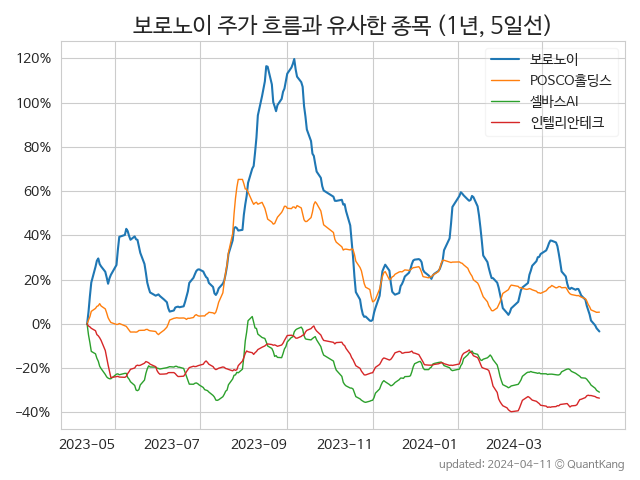 보로노이 주가 흐름과 유사한 종목 (1년, 5일선)
보로노이
POSCO홀딩스
셀바스AI
인텔리안테크
120%
100%
80%
60%
40%
20%
0%
−20%
−40%
2023-05 2023-07 2023-09 2023-11 2024-01 2024-03
updated: 2024-04-11 © QuantKang